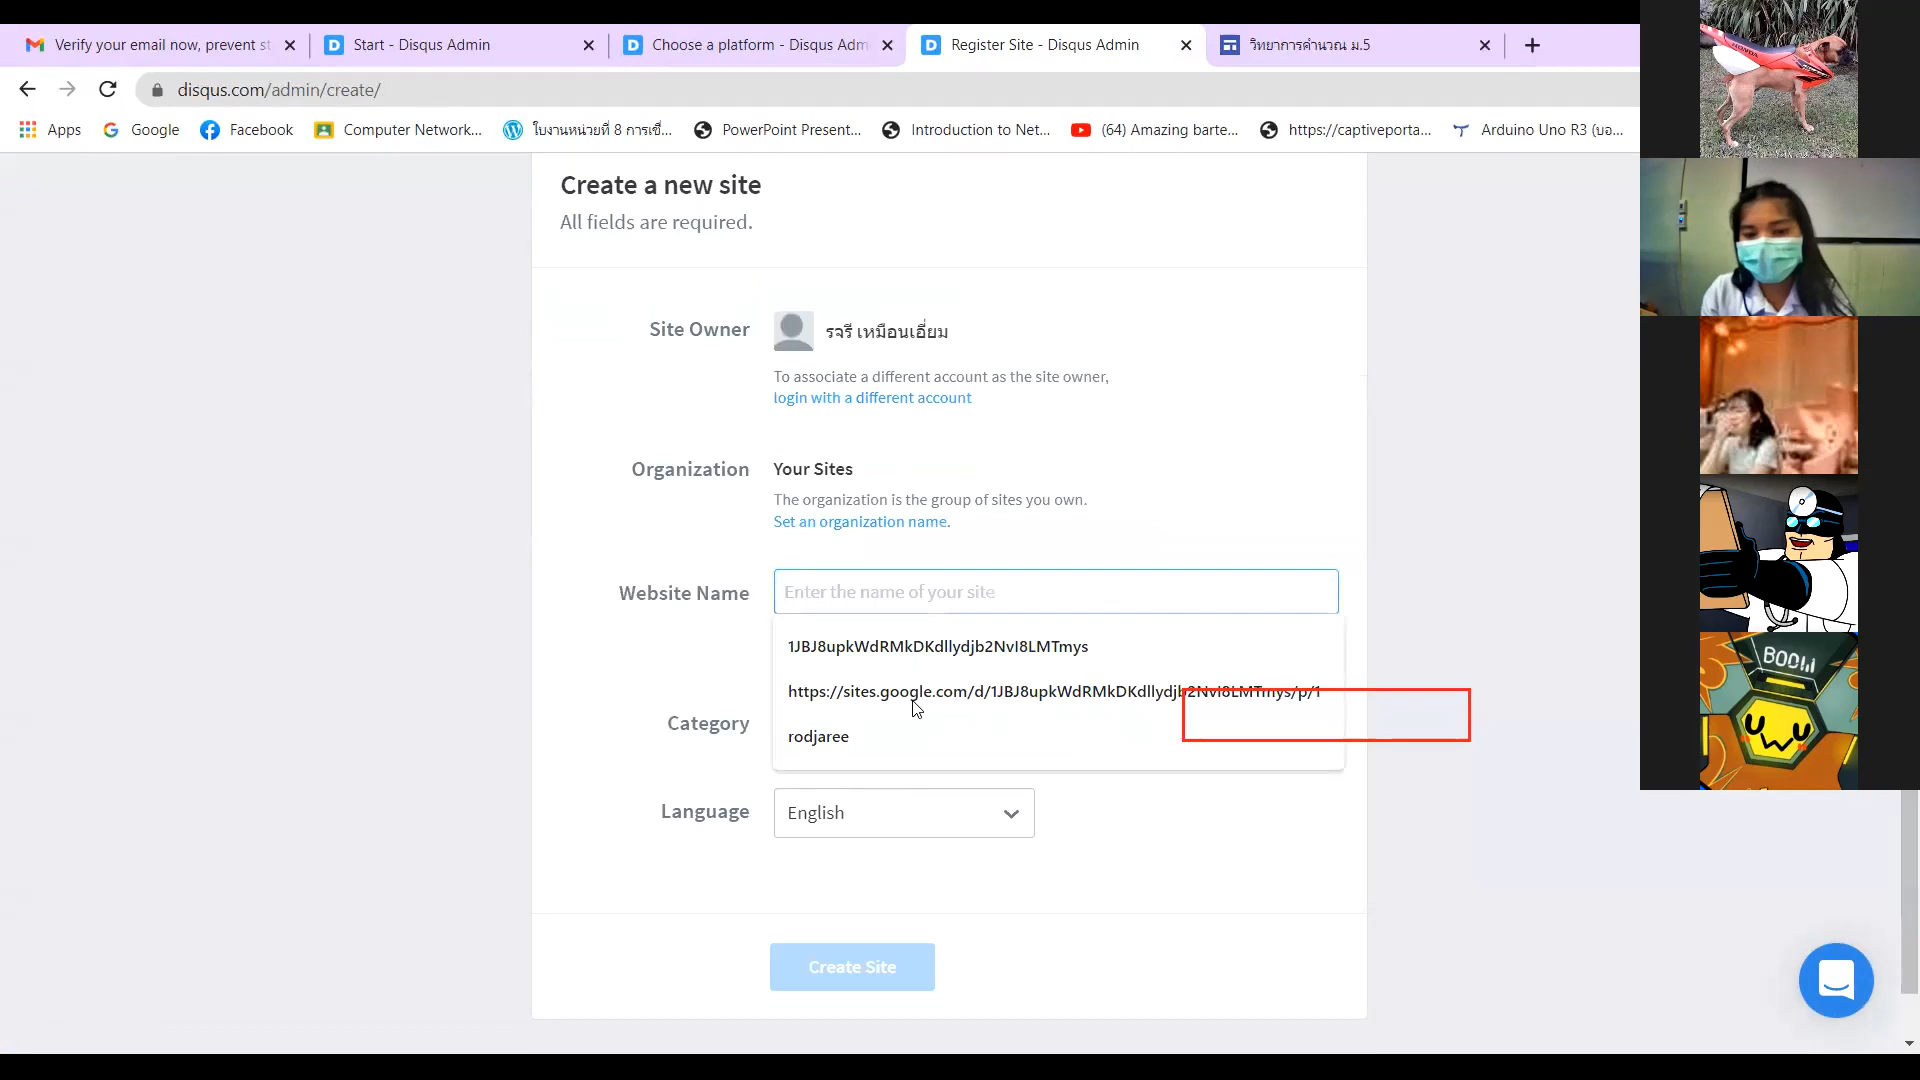 Verify your email now, prevent st
Start - Disqus Admin
Choose a platform - Disqus Adm
Register Site - Disqus Admin
วิทยาการคำนวณ ม.5
disqus.com/admin/create/
Apps
Google
Facebook
Computer Network...
ใบงานหน่วยที่ 8 การเชื่...
PowerPoint Present...
Introduction to Net...
(64) Amazing barte...
https://captiveporta...
Arduino Uno R3 (บอ...
HONDA
Create a new site
All fields are required.
Site Owner
รจรี เหมือนเอี่ยม
To associate a different account as the site owner,
login with a different account
Organization
Your Sites
The organization is the group of sites you own.
Set an organization name.
Website Name
Enter the name of your site
1JBJ8upkWdRMkDKdllydjb2NvI8LMTmys
https://sites.google.com/d/1JBJ8upkWdRMkDKdllydjb2NvI8LMTmys/p/1
Category
rodjaree
BOOM
UwU
Language
English
Create Site